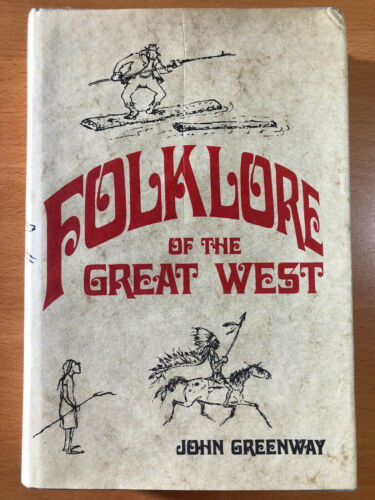 FOLKLORE
OF THE
GREAT WEST
JOHN GREENWAY